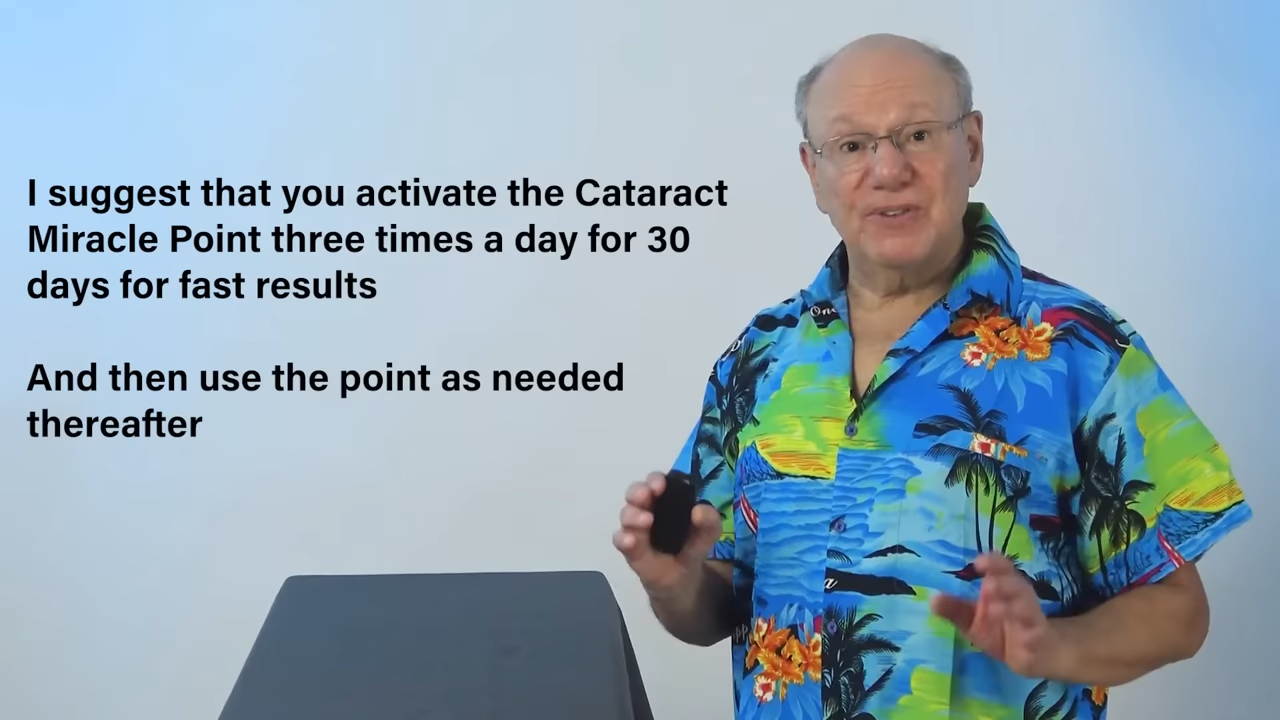 I suggest that you activate the Cataract
Miracle Point three times a day for 30
days for fast results
And then use the point as needed
thereafter